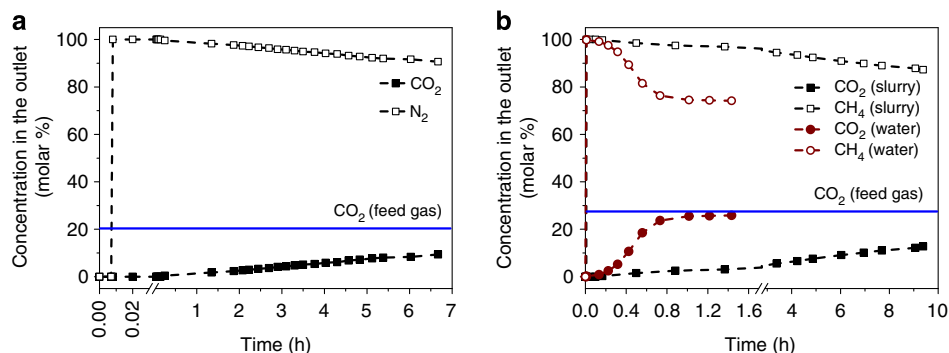 a
Concentration in the outlet
(molar %)
100
80
60
40
20
0
CO2
N2
CO2 (feed gas)
0.00
0.02
1
2
3
4
5
6
7
Time (h)
b
Concentration in the outlet
(molar %)
100
80
60
40
20
0
CO2 (slurry)
CH4 (slurry)
CO2 (water)
CH4 (water)
CO2 (feed gas)
0.0
0.4
0.8
1.2
1.6
4
6
8
10
Time (h)